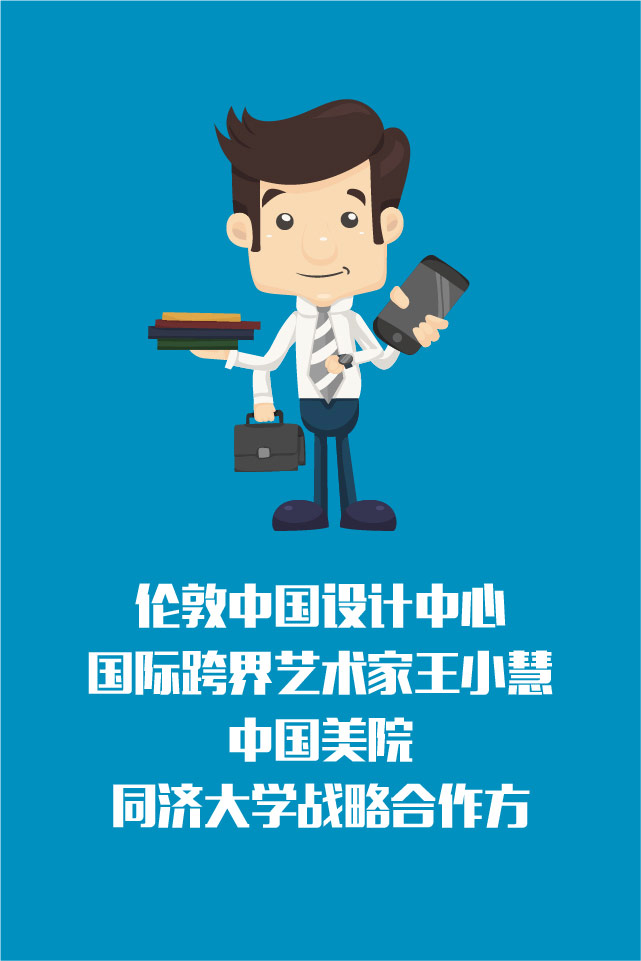 伦敦中国设计中心
国际跨界艺术家王小慧
中国美院
同济大学战略合作方